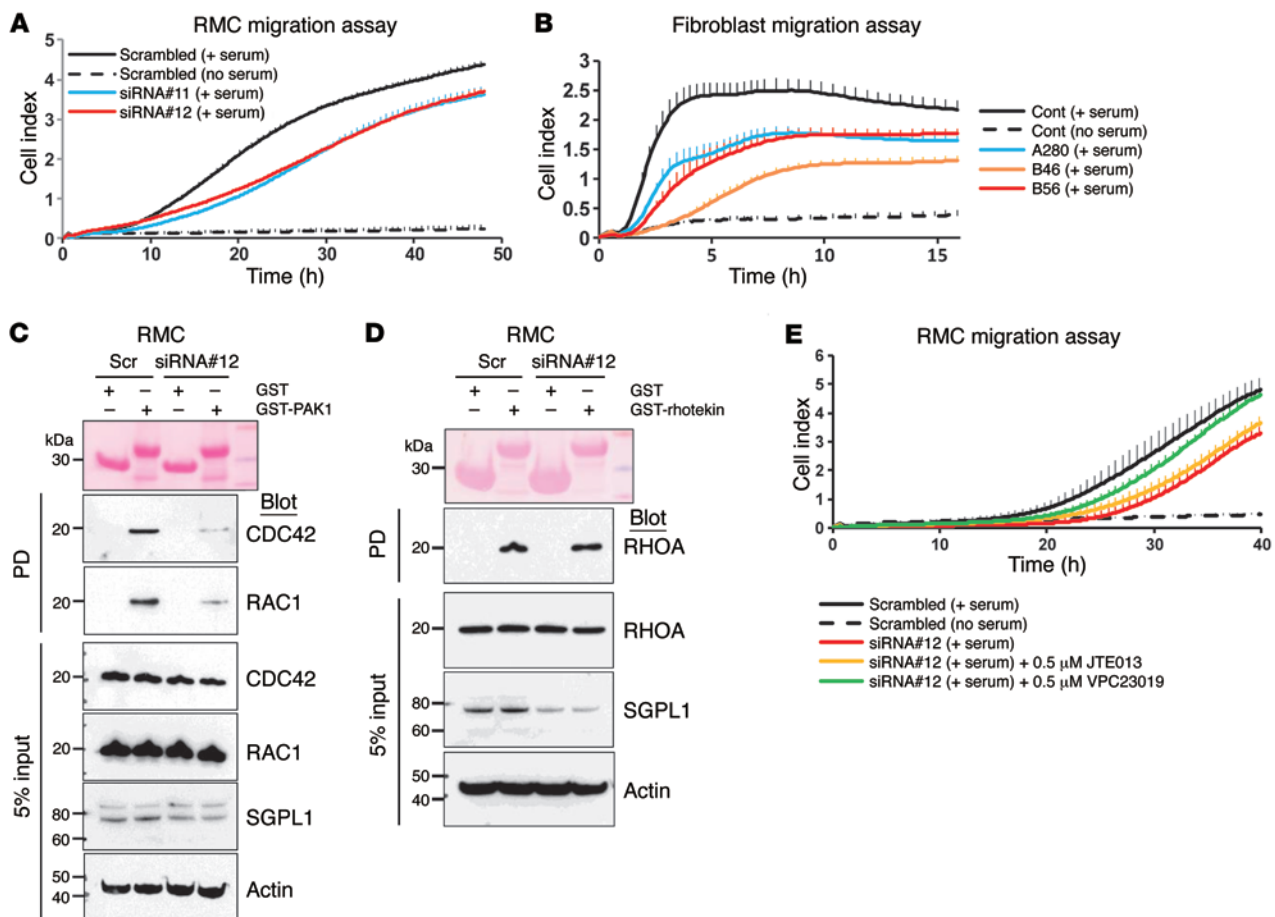 A
RMC migration assay
5
4
3
2
1
0
Cell index
Scrambled (+ serum)
Scrambled (no serum)
siRNA#11 (+ serum)
siRNA#12 (+ serum)
0 10 20 30 40 50
Time (h)
B
Fibroblast migration assay
3
2.5
2
1.5
1
0.5
0
Cell index
0 5 10 15
Time (h)
Cont (+ serum)
Cont (no serum)
A280 (+ serum)
B46 (+ serum)
B56 (+ serum)
C
RMC
Scr siRNA#12
+ – + – GST
– + – + GST-PAK1
kDa
30
Blot
PD
20 CDC42
20 RAC1
5% input
20 CDC42
20 RAC1
80 SGPL1
60
50
40 Actin
D
RMC
Scr siRNA#12
+ – + – GST
– + – + GST-rhotekin
kDa
30
Blot
PD
20 RHOA
5% input
20 RHOA
80 SGPL1
60
50
40 Actin
E
RMC migration assay
6
5
4
3
2
1
0
Cell index
0 10 20 30 40
Time (h)
Scrambled (+ serum)
Scrambled (no serum)
siRNA#12 (+ serum)
siRNA#12 (+ serum) + 0.5 μM JTE013
siRNA#12 (+ serum) + 0.5 μM VPC23019